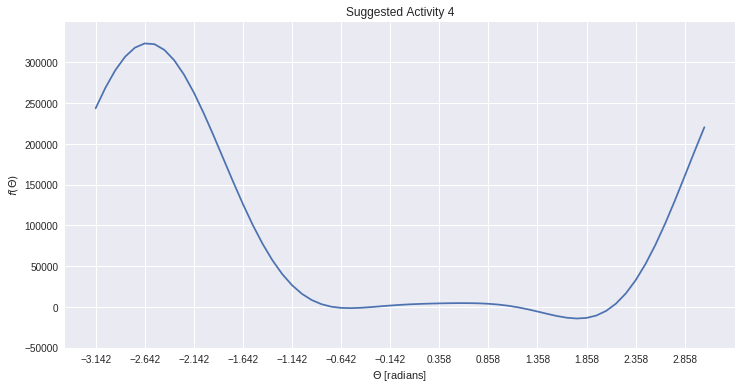 Suggested Activity 4
f(Θ)
300000
250000
200000
150000
100000
50000
0
−50000
−3.142 −2.642 −2.142 −1.642 −1.142 −0.642 −0.142 0.358 0.858 1.358 1.858 2.358 2.858
Θ [radians]